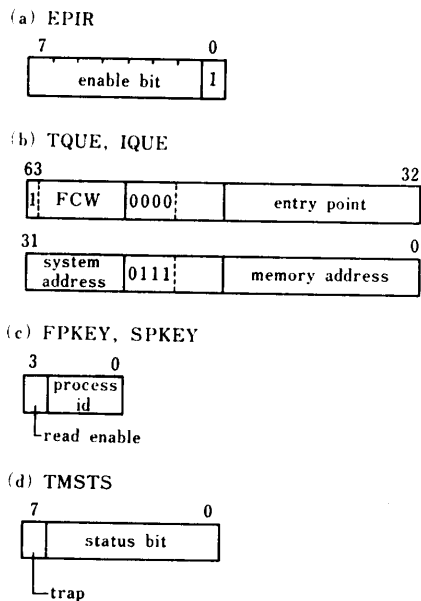 (a) EPIR
7 0
enable bit 1
(b) TQUE, IQUE
63 32
1 FCW 0000 entry point
31 0
system address 0111 memory address
(c) FPKEY, SPKEY
3 0
process id
read enable
(d) TMSTS
7 0
status bit
trap